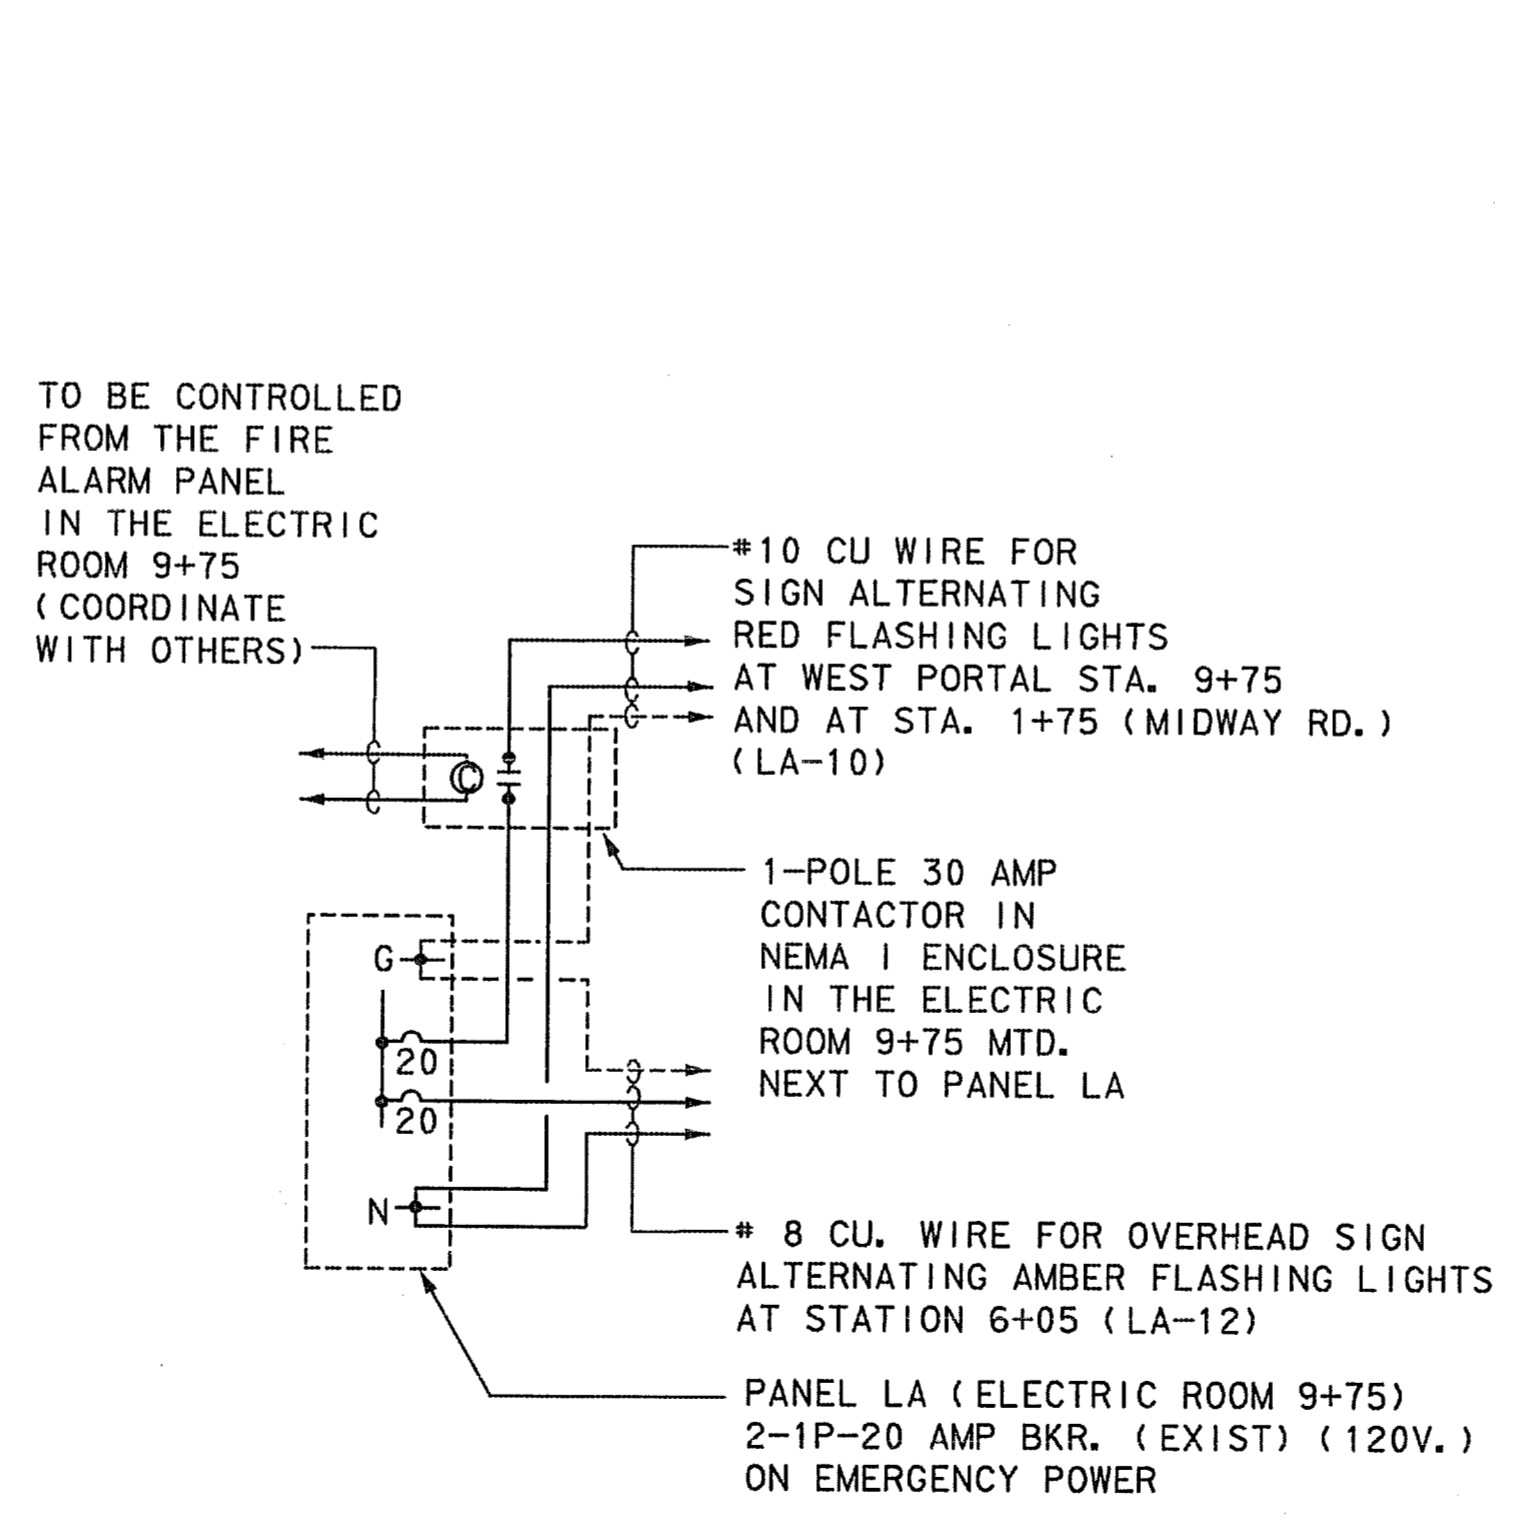 TO BE CONTROLLED
FROM THE FIRE
ALARM PANEL
IN THE ELECTRIC
ROOM 9+75
(COORDINATE
WITH OTHERS)
#10 CU WIRE FOR
SIGN ALTERNATING
RED FLASHING LIGHTS
AT WEST PORTAL STA. 9+75
AND AT STA. 1+75 (MIDWAY RD.)
(LA-10)
C
1-POLE 30 AMP
CONTACTOR IN
NEMA I ENCLOSURE
IN THE ELECTRIC
ROOM 9+75 MTD.
NEXT TO PANEL LA
G
20
20
N
# 8 CU. WIRE FOR OVERHEAD SIGN
ALTERNATING AMBER FLASHING LIGHTS
AT STATION 6+05 (LA-12)
PANEL LA (ELECTRIC ROOM 9+75)
2-1P-20 AMP BKR. (EXIST) (120V.)
ON EMERGENCY POWER